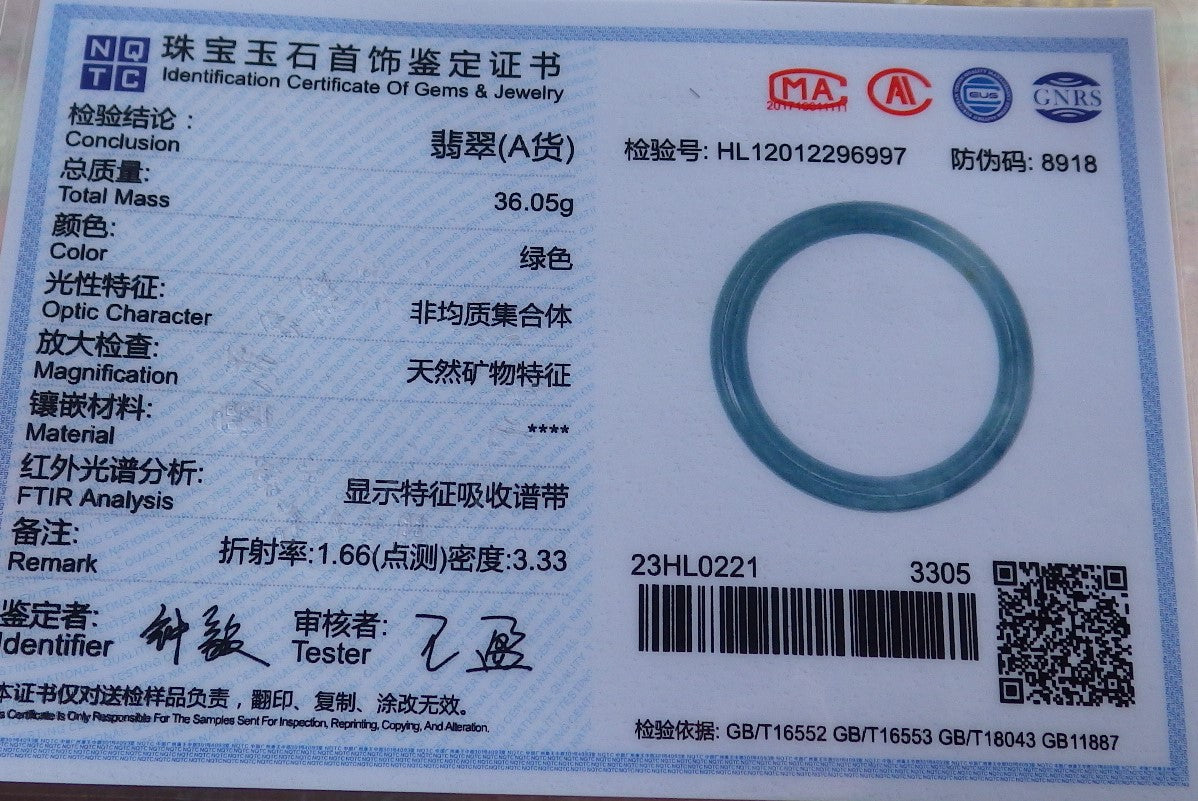 NQ
TC
珠宝玉石首饰鉴定证书
Identification Certificate Of Gems & Jewelry
检验结论:
Conclusion
翡翠(A货)
总质量:
Total Mass
36.05g
颜色:
Color
绿色
光性特征:
Optic Character
非均质集合体
放大检查:
Magnification
天然矿物特征
镶嵌材料:
Material
****
红外光谱分析:
FTIR Analysis
显示特征吸收谱带
备注:
Remark
折射率:1.66(点测)密度:3.33
鉴定者:
Identifier
审核者:
Tester
本证书仅对送检样品负责，翻印、复制、涂改无效。
Certificate Is Only Responsible For The Samples Sent For Inspection, Reprinting, Copying, And Alteration.
MA
GNRS
检验号: HL12012296997
防伪码: 8918
23HL0221
3305
检验依据: GB/T16552 GB/T16553 GB/T18043 GB11887